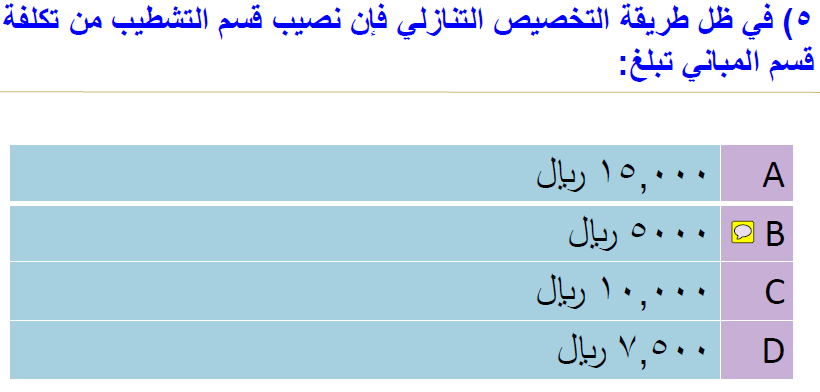 ٥) في ظل طريقة التخصيص التنازلي فإن نصيب قسم التشطيب من تكلفة
قسم المباني تبلغ:
A ١٥,٠٠٠ ريال
B ٥٠٠٠ ريال
C ١٠,٠٠٠ ريال
D ٧,٥٠٠ ريال